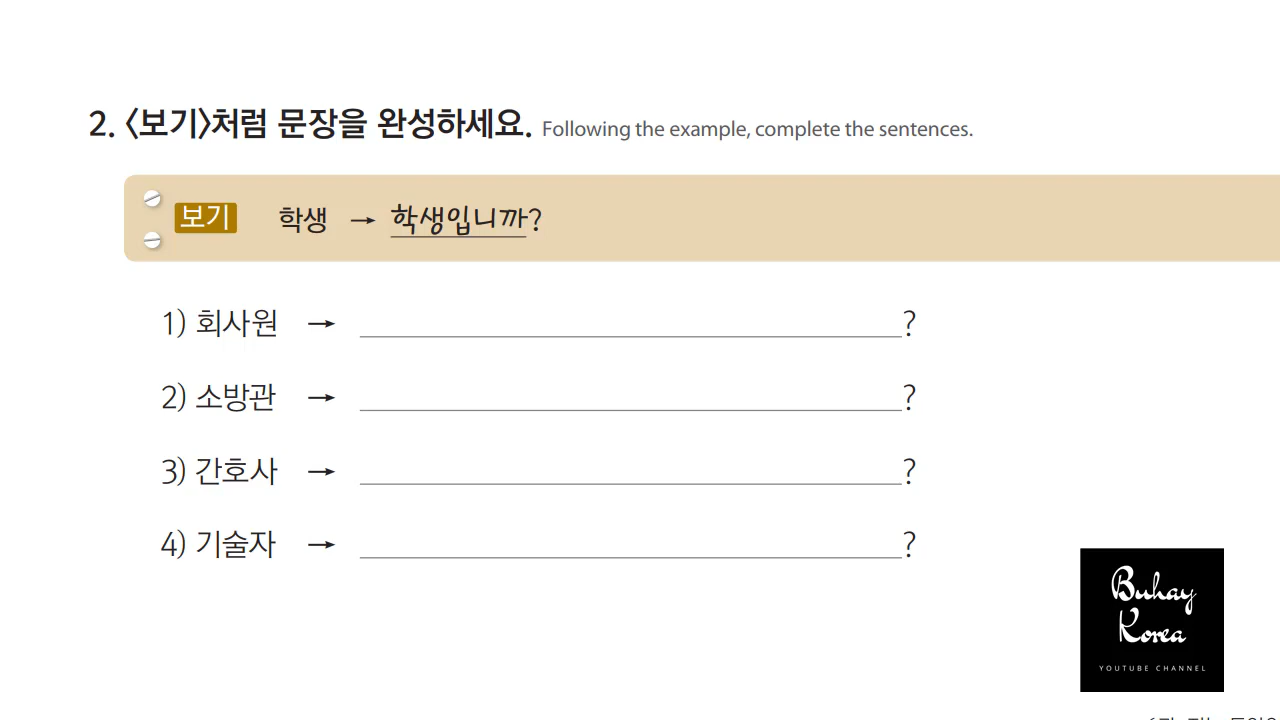 2. 〈보기〉처럼 문장을 완성하세요. Following the example, complete the sentences.
보기 학생 → 학생입니까?
1) 회사원 → ?
2) 소방관 → ?
3) 간호사 → ?
4) 기술자 → ?
Buhay
Korea
YOUTUBE CHANNEL